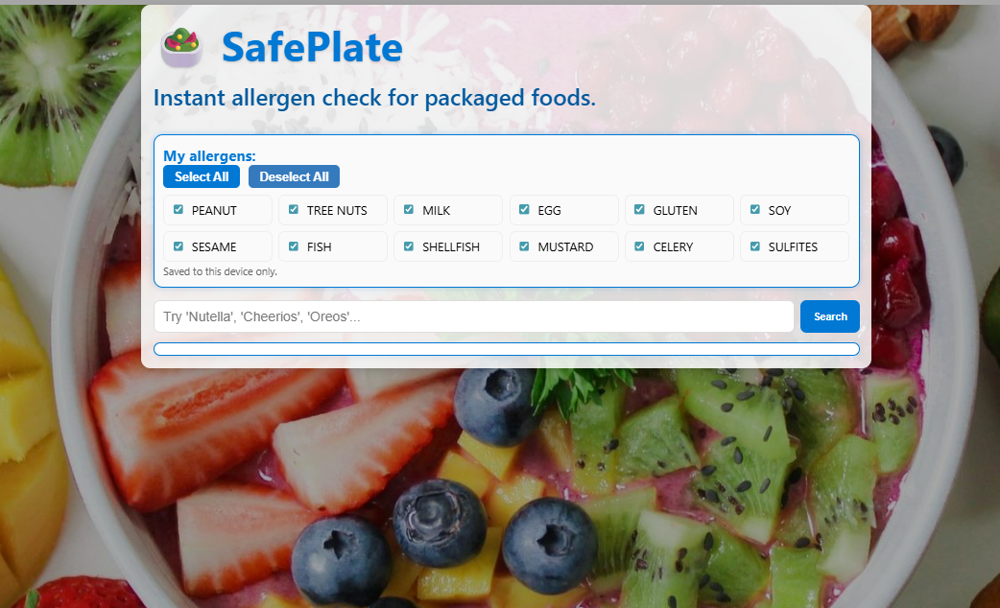 SafePlate
Instant allergen check for packaged foods.
My allergens:
Select All Deselect All
PEANUT TREE NUTS MILK EGG GLUTEN SOY
SESAME FISH SHELLFISH MUSTARD CELERY SULFITES
Saved to this device only.
Try 'Nutella', 'Cheerios', 'Oreos'... Search